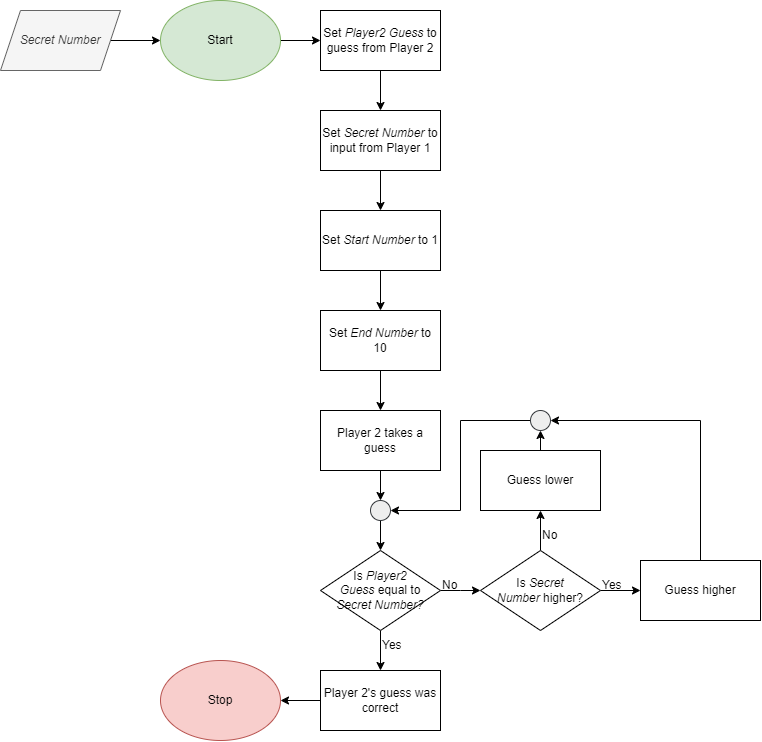 Secret Number
Start
Set Player2 Guess to
guess from Player 2
Set Secret Number to
input from Player 1
Set Start Number to 1
Set End Number to
10
Player 2 takes a
guess
Guess lower
No
Is Player2
Guess equal to
Secret Number?
No
Is Secret
Number higher?
Yes
Guess higher
Yes
Player 2's guess was
correct
Stop